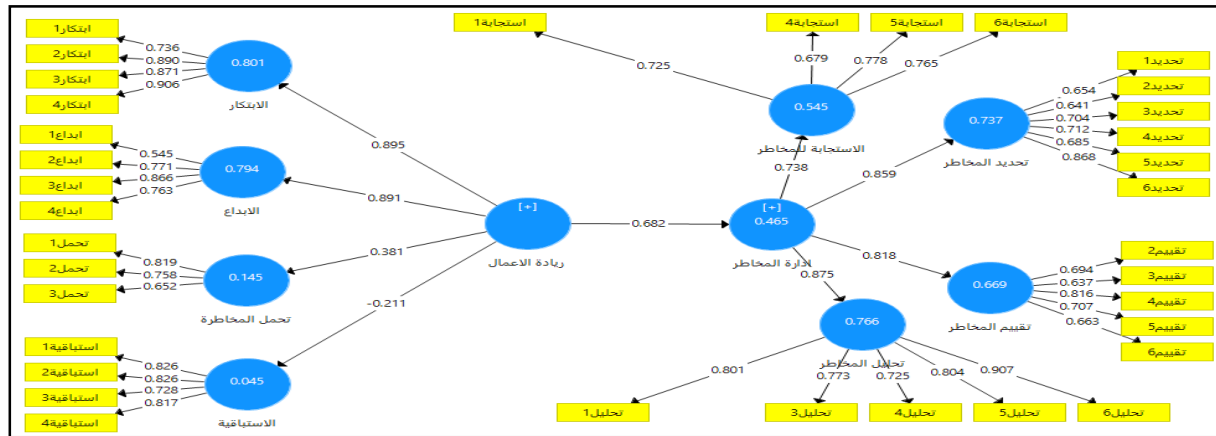 ابتكار1
ابتكار2
ابتكار3
ابتكار4
0.736
0.890
0.871
0.906
0.801
الابتكار
ابداع1
ابداع2
ابداع3
ابداع4
0.545
0.771
0.866
0.763
0.794
الابداع
تحمل1
تحمل2
تحمل3
0.819
0.758
0.652
0.145
تحمل المخاطرة
استباقية1
استباقية2
استباقية3
استباقية4
0.826
0.826
0.728
0.817
0.045
الاستباقية
0.895
0.891
0.381
-0.211
[+]
ريادة الاعمال
0.682
[+]
0.465
ادارة المخاطر
استجابة1
استجابة4
استجابة5
استجابة6
0.725
0.679
0.778
0.765
0.545
الاستجابة للمخاطر
0.738
0.859
0.818
0.875
0.737
تحديد المخاطر
0.654
0.641
0.704
0.712
0.685
0.868
تحديد1
تحديد2
تحديد3
تحديد4
تحديد5
تحديد6
0.669
تقييم المخاطر
0.694
0.637
0.816
0.707
0.663
تقييم2
تقييم3
تقييم4
تقييم5
تقييم6
0.766
تحليل المخاطر
0.801
0.773
0.725
0.804
0.907
تحليل1
تحليل3
تحليل4
تحليل5
تحليل6